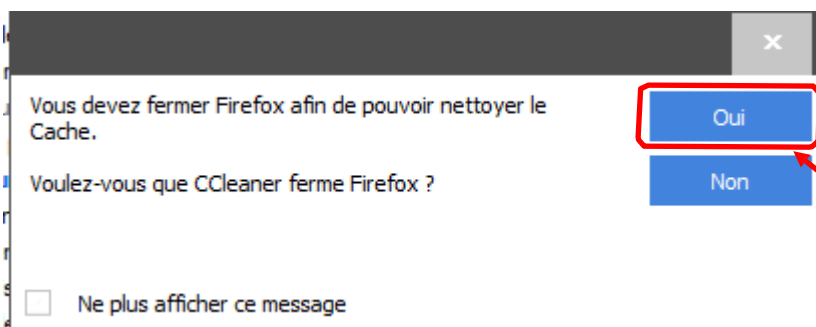 Vous devez fermer Firefox afin de pouvoir nettoyer le
Cache.
Oui
Voulez-vous que CCleaner ferme Firefox ?
Non
Ne plus afficher ce message